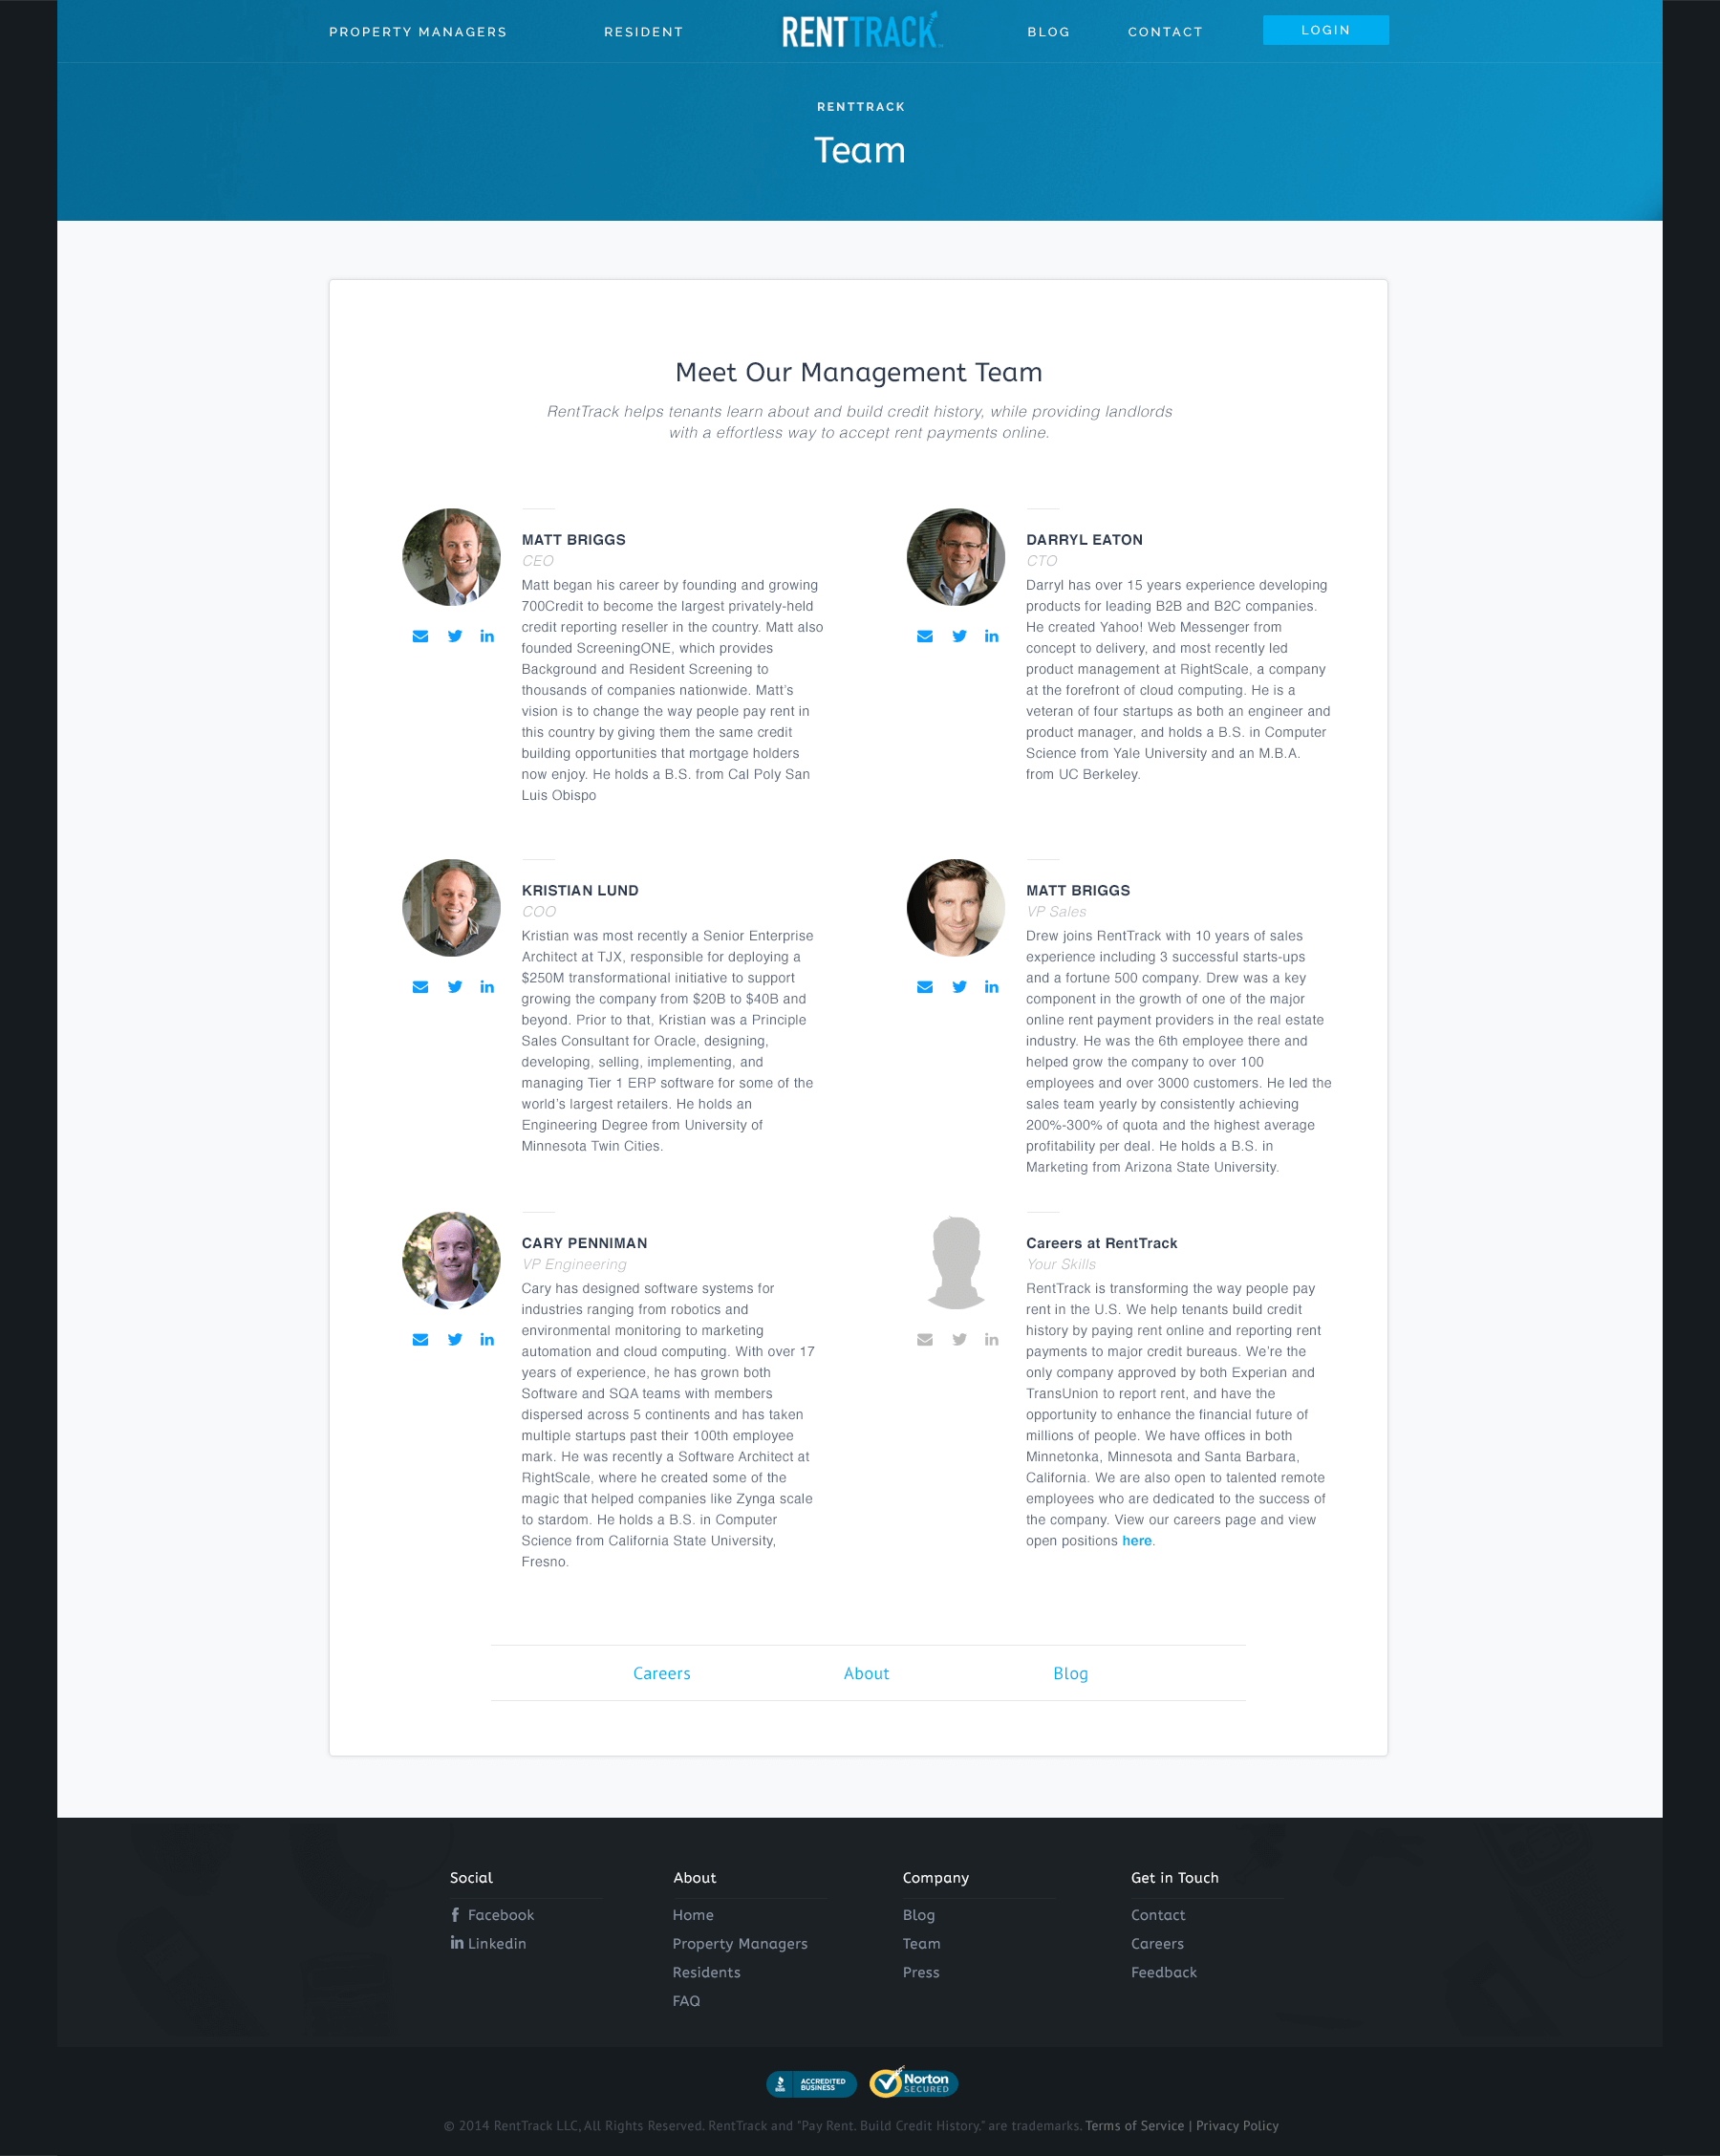 PROPERTY MANAGERS
RESIDENT
RENTTRACK
BLOG
CONTACT
LOGIN
RENTTRACK
Team
Meet Our Management Team
RentTrack helps tenants learn about and build credit history, while providing landlords
with a effortless way to accept rent payments online.
MATT BRIGGS
CEO
Matt began his career by founding and growing
700Credit to become the largest privately-held
credit reporting reseller in the country. Matt also
founded ScreeningONE, which provides
Background and Resident Screening to
thousands of companies nationwide. Matt's
vision is to change the way people pay rent in
this country by giving them the same credit
building opportunities that mortgage holders
now enjoy. He holds a B.S. from Cal Poly San
Luis Obispo
DARRYL EATON
CTO
Darryl has over 15 years experience developing
products for leading B2B and B2C companies.
He created Yahoo! Web Messenger from
concept to delivery, and most recently led
product management at RightScale, a company
at the forefront of cloud computing. He is a
veteran of four startups as both an engineer and
product manager, and holds a B.S. in Computer
Science from Yale University and an M.B.A.
from UC Berkeley.
KRISTIAN LUND
COO
Kristian was most recently a Senior Enterprise
Architect at TJX, responsible for deploying a
$250M transformational initiative to support
growing the company from $20B to $40B and
beyond. Prior to that, Kristian was a Principle
Sales Consultant for Oracle, designing,
developing, selling, implementing, and
managing Tier 1 ERP software for some of the
world's largest retailers. He holds an
Engineering Degree from University of
Minnesota Twin Cities.
MATT BRIGGS
VP Sales
Drew joins RentTrack with 10 years of sales
experience including 3 successful starts-ups
and a fortune 500 company. Drew was a key
component in the growth of one of the major
online rent payment providers in the real estate
industry. He was the 6th employee there and
helped grow the company to over 100
employees and over 3000 customers. He led the
sales team yearly by consistently achieving
200%-300% of quota and the highest average
profitability per deal. He holds a B.S. in
Marketing from Arizona State University.
CARY PENNIMAN
VP Engineering
Cary has designed software systems for
industries ranging from robotics and
environmental monitoring to marketing
automation and cloud computing. With over 17
years of experience, he has grown both
Software and SQA teams with members
dispersed across 5 continents and has taken
multiple startups past their 100th employee
mark. He was recently a Software Architect at
RightScale, where he created some of the
magic that helped companies like Zynga scale
to stardom. He holds a B.S. in Computer
Science from California State University,
Fresno.
Careers at RentTrack
Your Skills
RentTrack is transforming the way people pay
rent in the U.S. We help tenants build credit
history by paying rent online and reporting rent
payments to major credit bureaus. We're the
only company approved by both Experian and
TransUnion to report rent, and have the
opportunity to enhance the financial future of
millions of people. We have offices in both
Minnetonka, Minnesota and Santa Barbara,
California. We are also open to talented remote
employees who are dedicated to the success of
the company. View our careers page and view
open positions here.
Careers
About
Blog
Social
Facebook
Linkedin
About
Home
Property Managers
Residents
FAQ
Company
Blog
Team
Press
Get in Touch
Contact
Careers
Feedback
ACCREDITED
BUSINESS
Norton
SECURED
© 2014 RentTrack LLC, All Rights Reserved. RentTrack and "Pay Rent. Build Credit History." are trademarks. Terms of Service | Privacy Policy